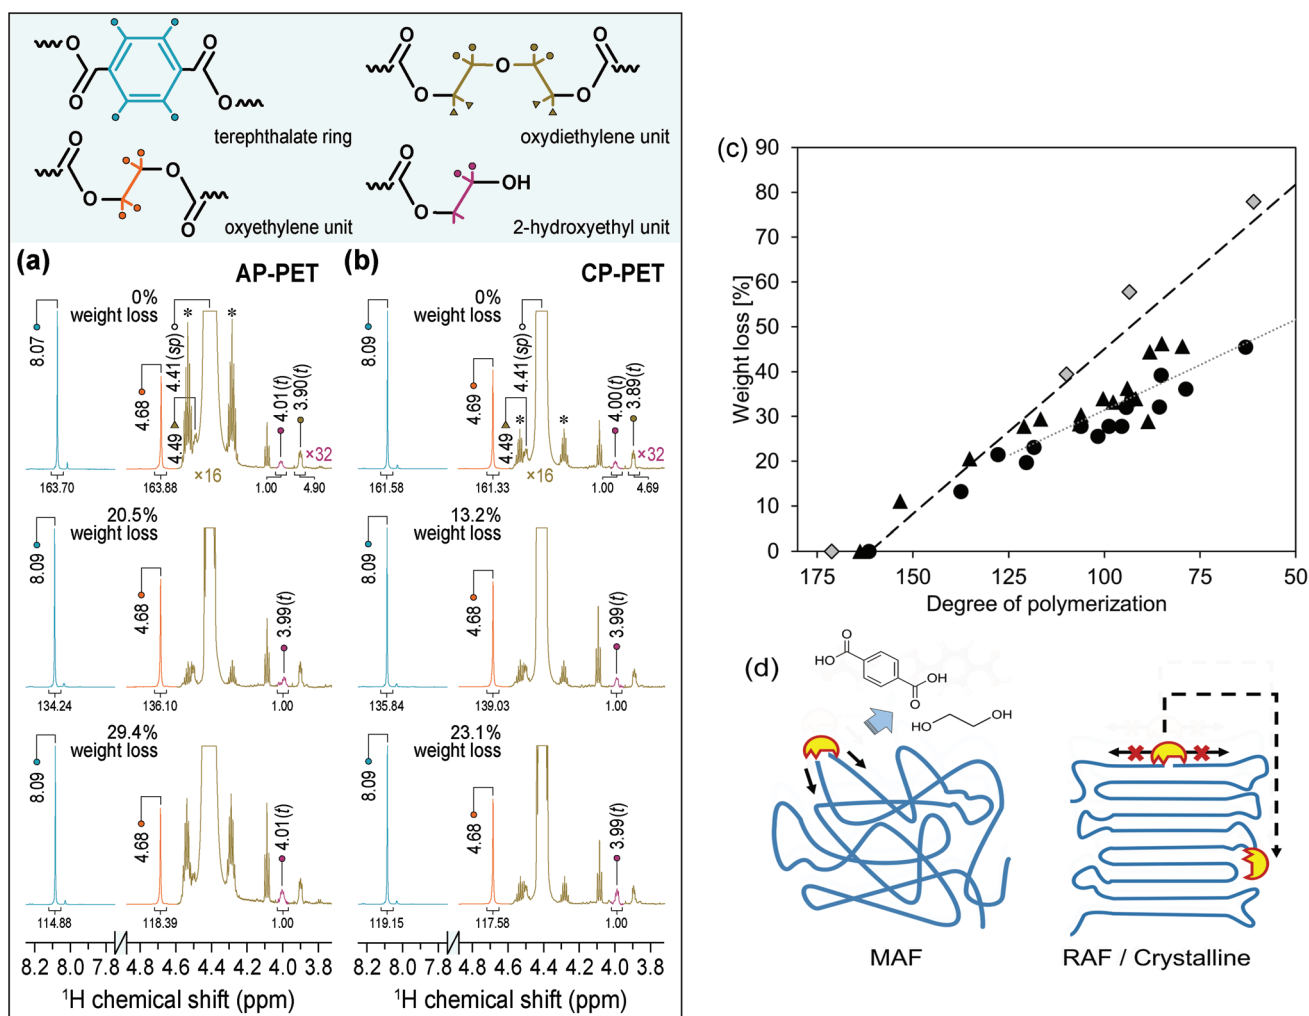 O
O
O
O
terephthalate ring
O
O
O
O
O
oxydiethylene unit
O
O
O
O
oxyethylene unit
O
O
OH
2-hydroxyethyl unit
(a)
AP-PET
0%
weight loss
8.07
4.68
4.49
4.41(sp)
*
*
4.01(t)
3.90(t)
×16
×32
163.70
163.88
1.00
4.90
20.5%
weight loss
8.09
4.68
3.99(t)
134.24
136.10
1.00
29.4%
weight loss
8.09
4.68
4.01(t)
114.88
118.39
1.00
8.2 8.0 7.8 4.8 4.6 4.4 4.2 4.0 3.8
¹H chemical shift (ppm)
(b)
CP-PET
0%
weight loss
8.09
4.69
4.49
4.41(sp)
*
*
4.00(t)
3.89(t)
×16
×32
161.58
161.33
1.00
4.69
13.2%
weight loss
8.09
4.68
3.99(t)
135.84
139.03
1.00
23.1%
weight loss
8.09
4.68
3.99(t)
119.15
117.58
1.00
8.2 8.0 7.8 4.8 4.6 4.4 4.2 4.0 3.8
¹H chemical shift (ppm)
(c)
Weight loss [%]
90
80
70
60
50
40
30
20
10
0
175 150 125 100 75 50
Degree of polymerization
(d)
O
HO
OH
O
HO
OH
MAF
RAF / Crystalline